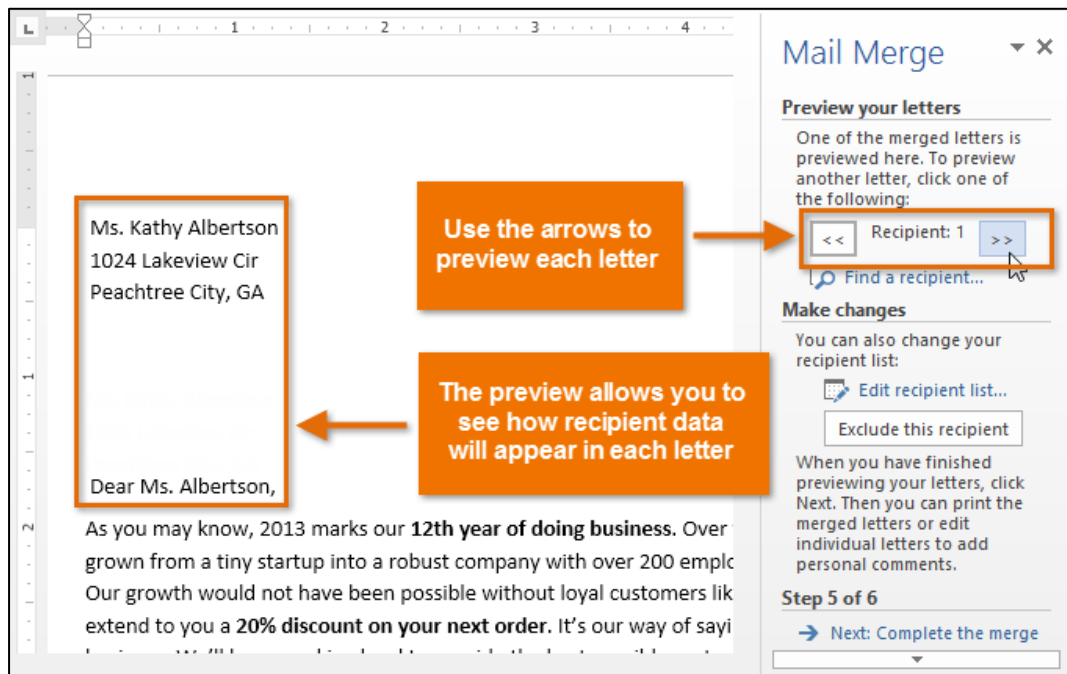 L
1 2 3 4
Mail Merge
1
Preview your letters
One of the merged letters is
previewed here. To preview
another letter, click one of
the following:
<< Recipient: 1 >>
Find a recipient...
Make changes
You can also change your
recipient list:
Edit recipient list...
Exclude this recipient
When you have finished
previewing your letters, click
Next. Then you can print the
merged letters or edit
individual letters to add
personal comments.
Step 5 of 6
Next: Complete the merge
Use the arrows to
preview each letter
The preview allows you to
see how recipient data
will appear in each letter
Ms. Kathy Albertson
1024 Lakeview Cir
Peachtree City, GA
1
Dear Ms. Albertson,
2
As you may know, 2013 marks our 12th year of doing business. Over
grown from a tiny startup into a robust company with over 200 emplo
Our growth would not have been possible without loyal customers lik
extend to you a 20% discount on your next order. It's our way of sayi